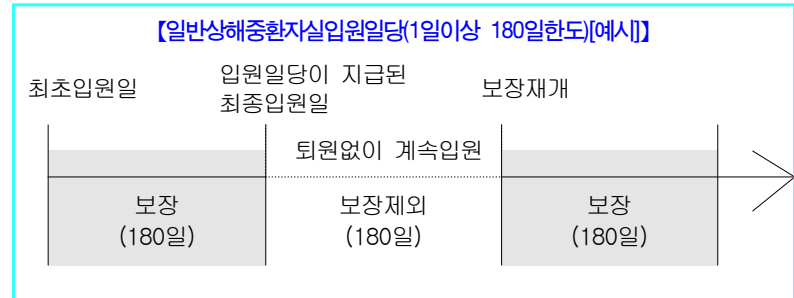 【일반상해중환자실입원일당(1일이상 180일한도)[예시]】
최초입원일
입원일당이 지급된
최종입원일
보장재개
퇴원없이 계속입원
보장
(180일)
보장제외
(180일)
보장
(180일)